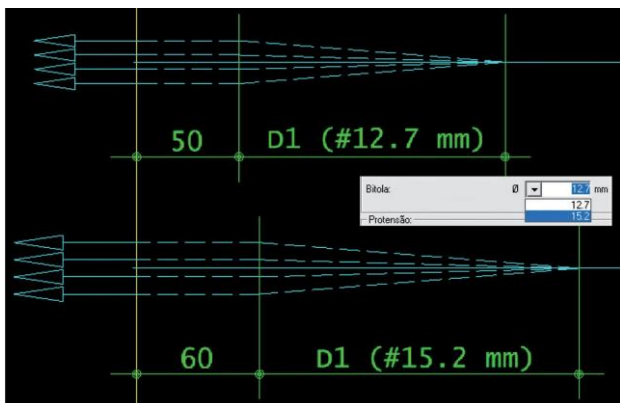 50 D1 (#12.7 mm)
Bitola: Ø 12.7 mm
12.7
15.2
Protensão:
60 D1 (#15.2 mm)